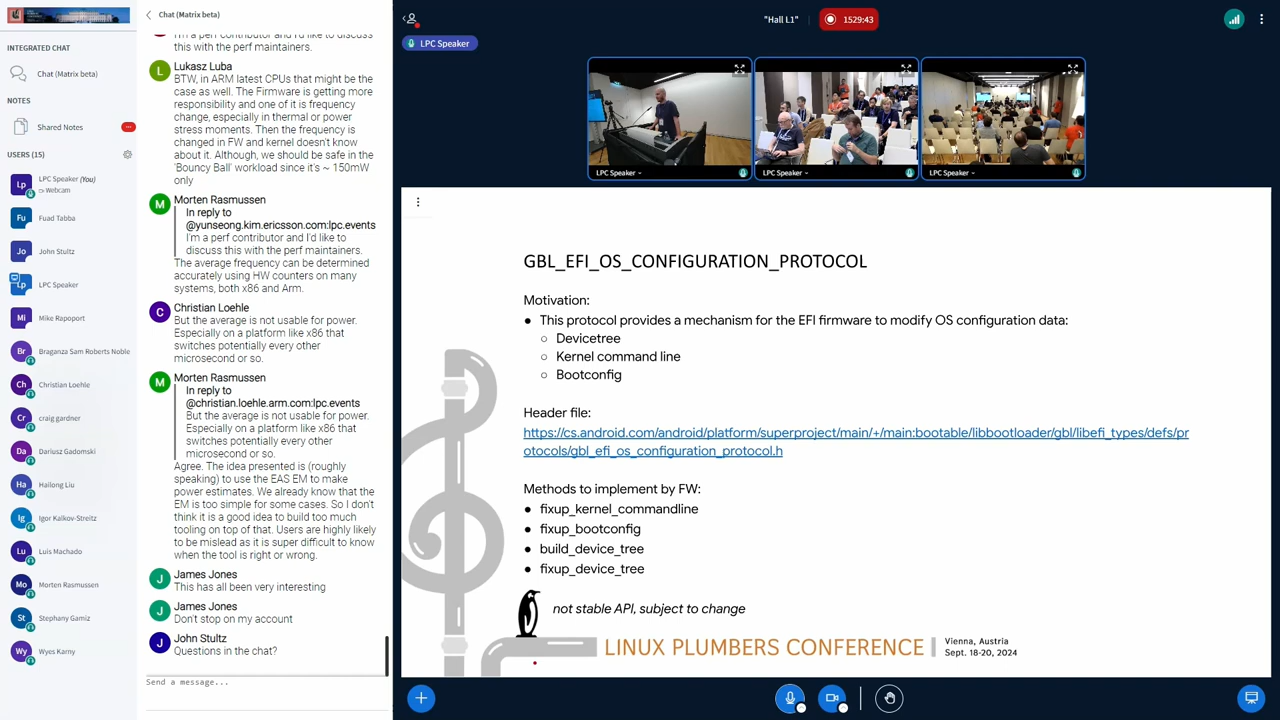 INTEGRATED CHAT
Chat (Matrix beta)
NOTES
Shared Notes
USERS (15)
Lp
LPC Speaker (You)
Webcam
Fu
Fuad Tabba
Jo
John Stultz
Lp
LPC Speaker
Mi
Mike Rapoport
Br
Braganza Sam Roberts Noble
Ch
Christian Loehle
Cr
craig gardner
Da
Dariusz Gadomski
Ha
Hailong Liu
Ig
Igor Kalkov-Streitz
Lu
Luis Machado
Mo
Morten Rasmussen
St
Stephany Gamiz
Wy
Wyes Karny
Chat (Matrix beta)
I'm a perf contributor and I'd like to discuss
this with the perf maintainers.
L
Lukasz Luba
BTW, in ARM latest CPUs that might be the
case as well. The Firmware is getting more
responsibility and one of it is frequency
change, especially in thermal or power
stress moments. Then the frequency is
changed in FW and kernel doesn't know
about it. Although, we should be safe in the
'Bouncy Ball' workload since it's ~ 150mW
only
M
Morten Rasmussen
In reply to
@yunseong.kim.ericsson.com:lpc.events
I'm a perf contributor and I'd like to
discuss this with the perf maintainers.
The average frequency can be determined
accurately using HW counters on many
systems, both x86 and Arm.
C
Christian Loehle
But the average is not usable for power.
Especially on a platform like x86 that
switches potentially every other
microsecond or so.
M
Morten Rasmussen
In reply to
@christian.loehle.arm.com:lpc.events
But the average is not usable for power.
Especially on a platform like x86 that
switches potentially every other
microsecond or so.
Agree. The idea presented is (roughly
speaking) to use the EAS EM to make
power estimates. We already know that the
EM is too simple for some cases. So I don't
think it is a good idea to build too much
tooling on top of that. Users are highly likely
to be mislead as it is super difficult to know
when the tool is right or wrong.
J
James Jones
This has all been very interesting
J
James Jones
Don't stop on my account
J
John Stultz
Questions in the chat?
Send a message...
"Hall L1"
1529:43
LPC Speaker
LPC Speaker
LPC Speaker
LPC Speaker
GBL_EFI_OS_CONFIGURATION_PROTOCOL
Motivation:
● This protocol provides a mechanism for the EFI firmware to modify OS configuration data:
○ Devicetree
○ Kernel command line
○ Bootconfig
Header file:
https://cs.android.com/android/platform/superproject/main/+/main:bootable/libbootloader/gbl/libefi_types/defs/pr
otocols/gbl_efi_os_configuration_protocol.h
Methods to implement by FW:
● fixup_kernel_commandline
● fixup_bootconfig
● build_device_tree
● fixup_device_tree
not stable API, subject to change
LINUX PLUMBERS CONFERENCE
Vienna, Austria
Sept. 18-20, 2024